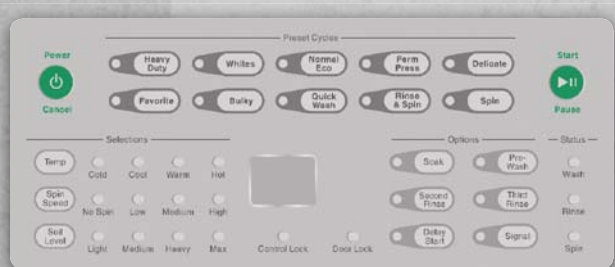 Preset Cycles
Power
Cancel
Heavy
Duty
Whites
Normal
Eco
Perm
Press
Delicate
Favorite
Bulky
Quick
Wash
Rinse
& Spin
Spin
Start
Pause
Selections
Temp
Cold
Cool
Warm
Hot
Spin
Speed
No Spin
Low
Medium
High
Soil
Level
Light
Medium
Heavy
Max
Control Lock
Door Lock
Options
Soak
Pre-
Wash
Second
Rinse
Third
Rinse
Delay
Start
Signal
Status
Wash
Rinse
Spin